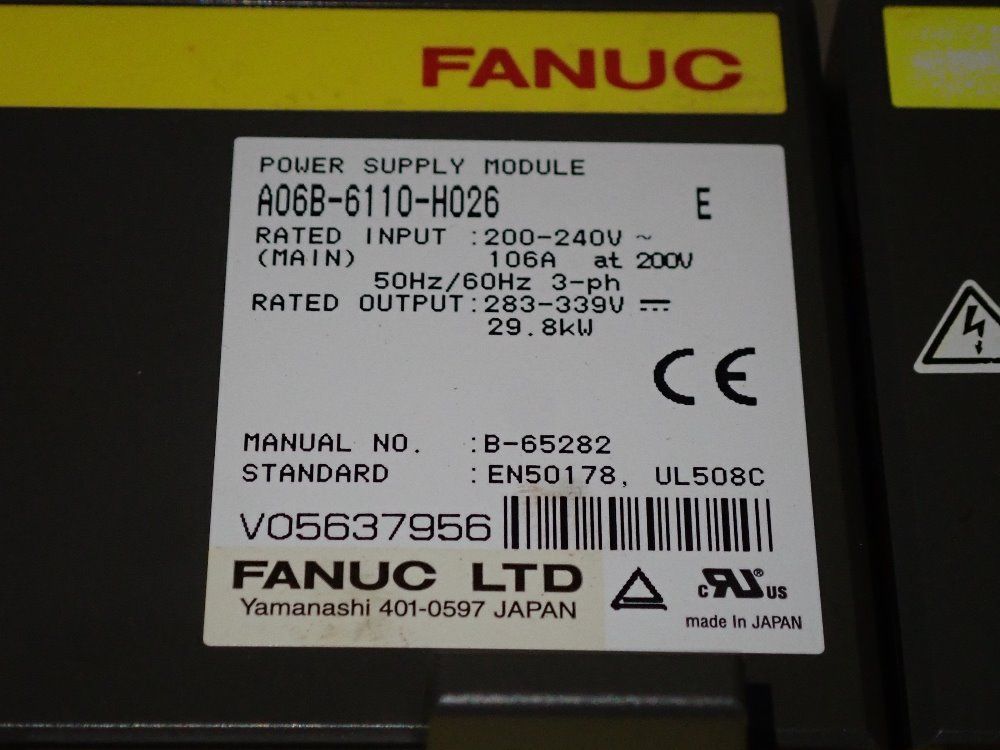 FANUC
POWER SUPPLY MODULE
A06B-6110-H026 E
RATED INPUT :200-240V ~
(MAIN) 106A at 200V
50Hz/60Hz 3-ph
RATED OUTPUT:283-339V ⎓
29.8kW
CE
MANUAL NO. :B-65282
STANDARD :EN50178, UL508C
V05637956
FANUC LTD
Yamanashi 401-0597 JAPAN
c RU ® US
made In JAPAN